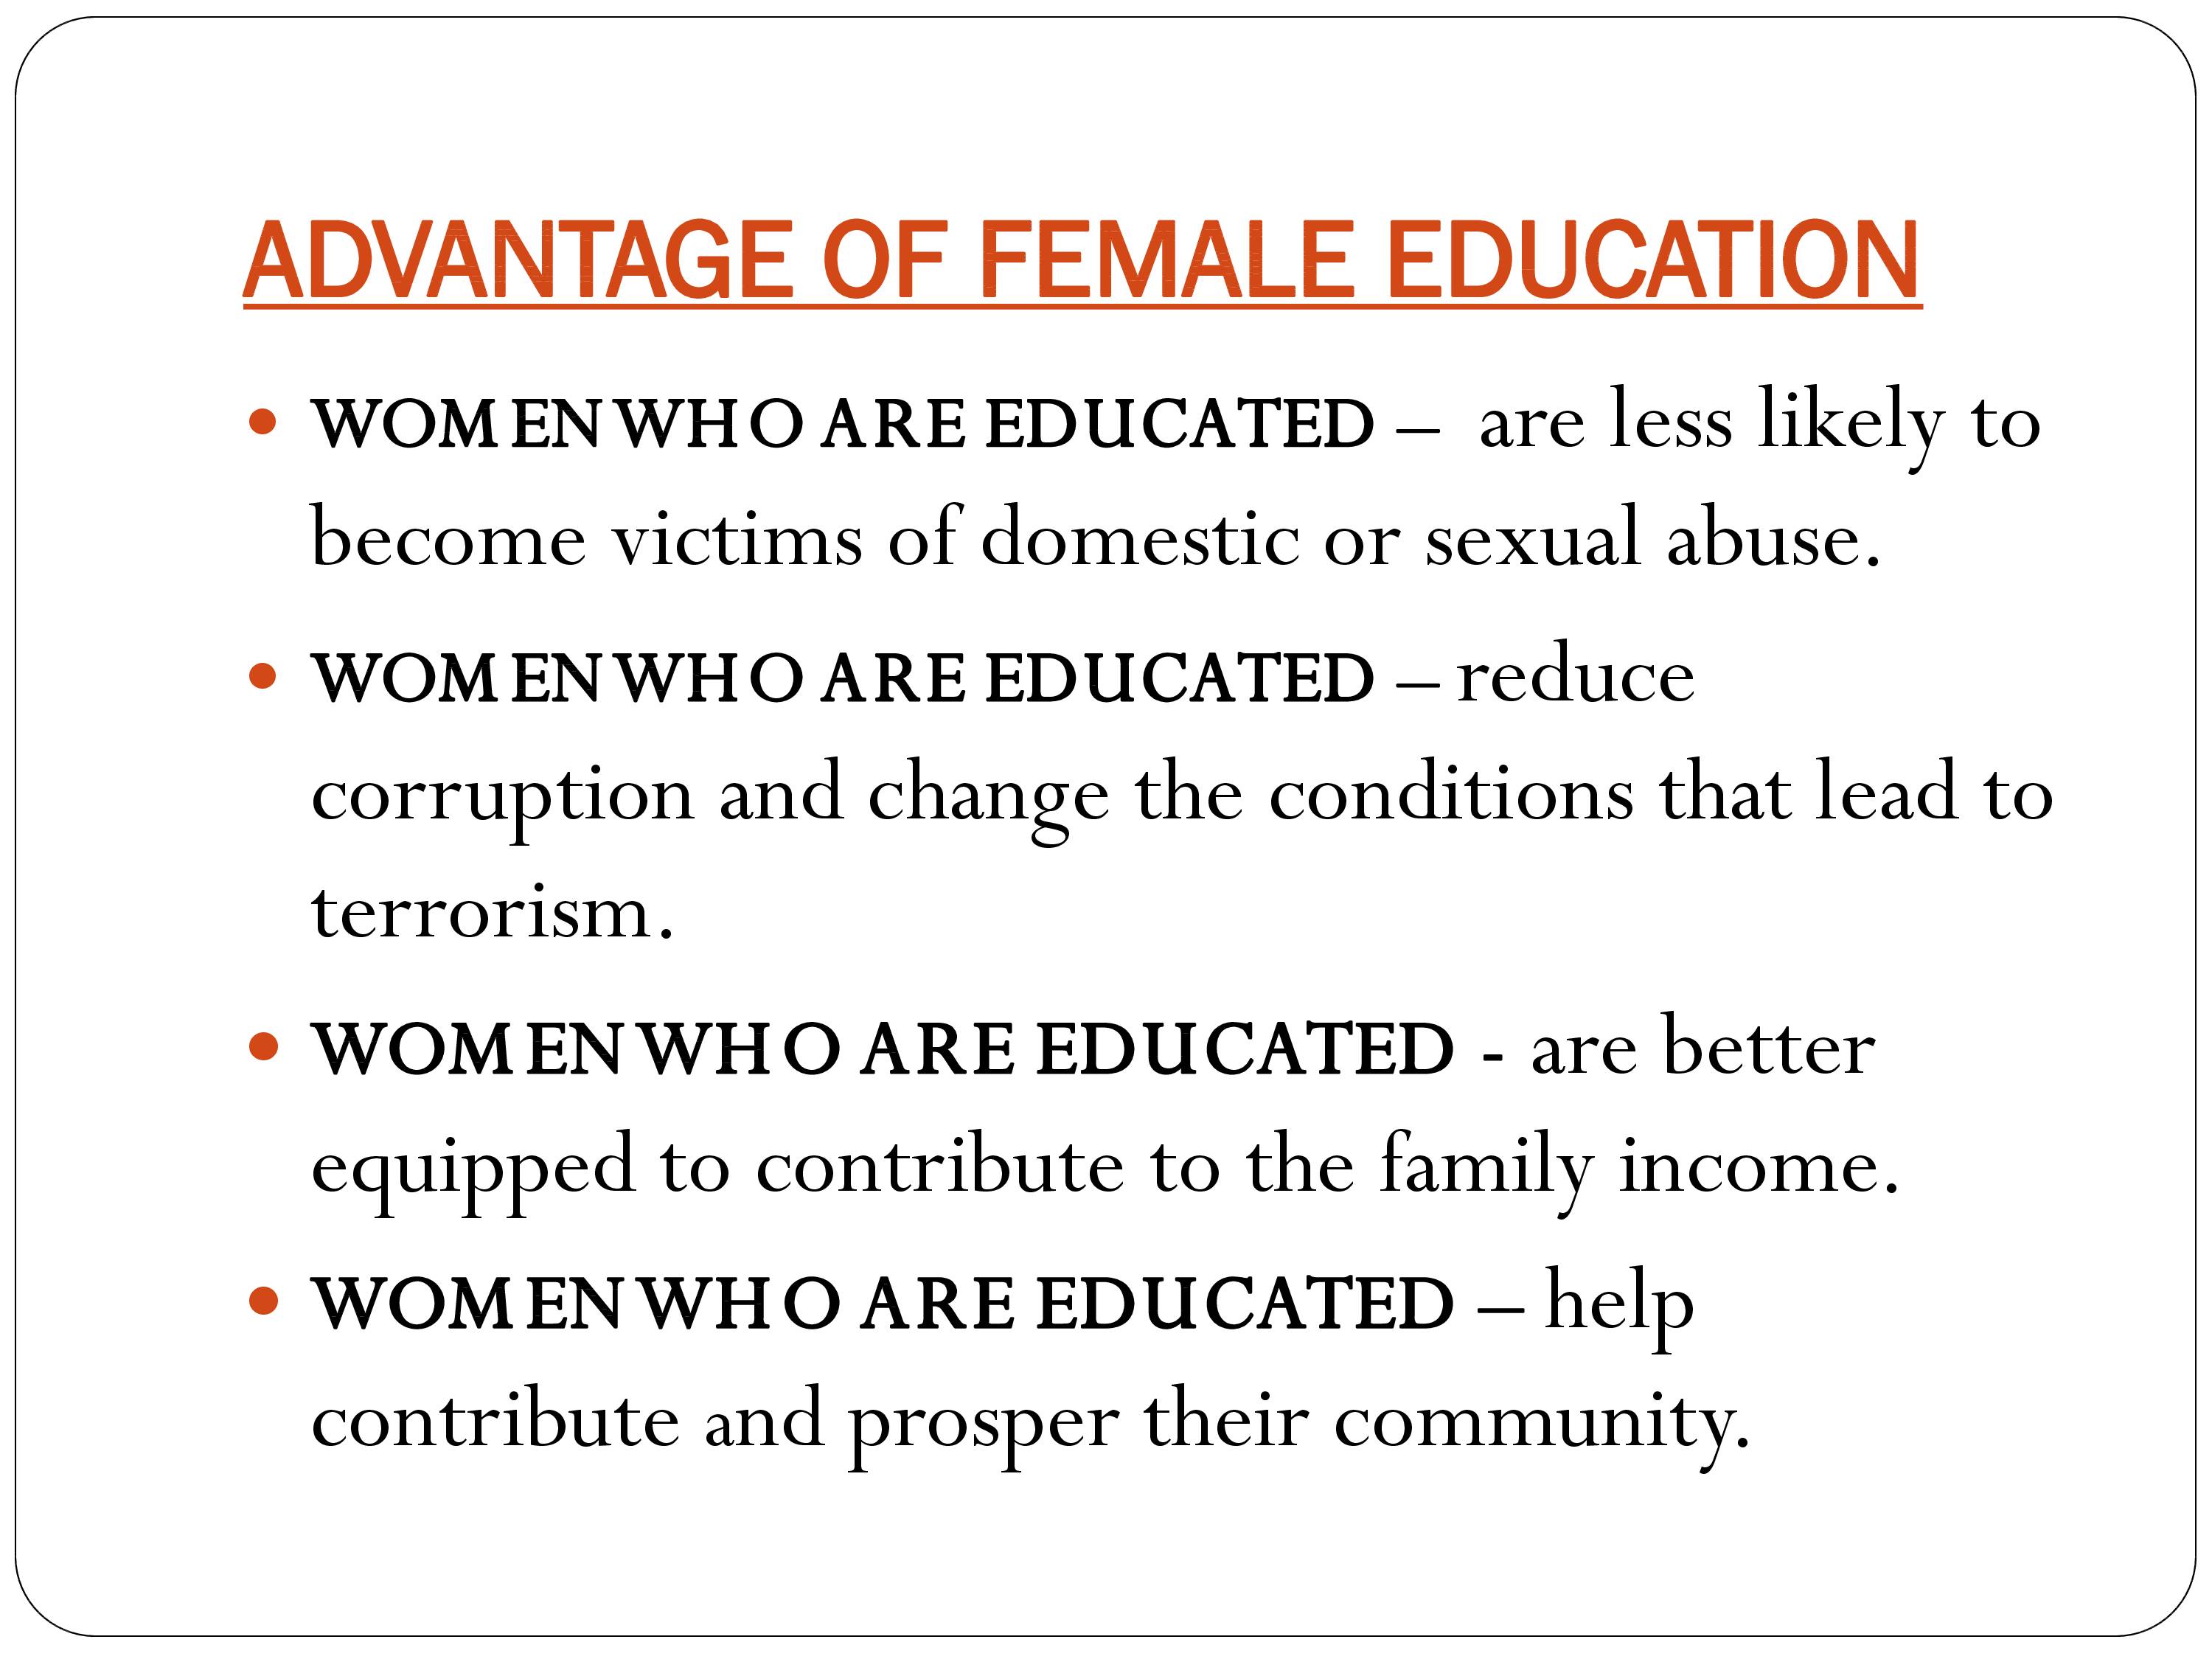 ADVANTAGE OF FEMALE EDUCATION
• WOMEN WHO ARE EDUCATED – are less likely to
become victims of domestic or sexual abuse.
• WOMEN WHO ARE EDUCATED – reduce
corruption and change the conditions that lead to
terrorism.
• WOMEN WHO ARE EDUCATED - are better
equipped to contribute to the family income.
• WOMEN WHO ARE EDUCATED – help
contribute and prosper their community.